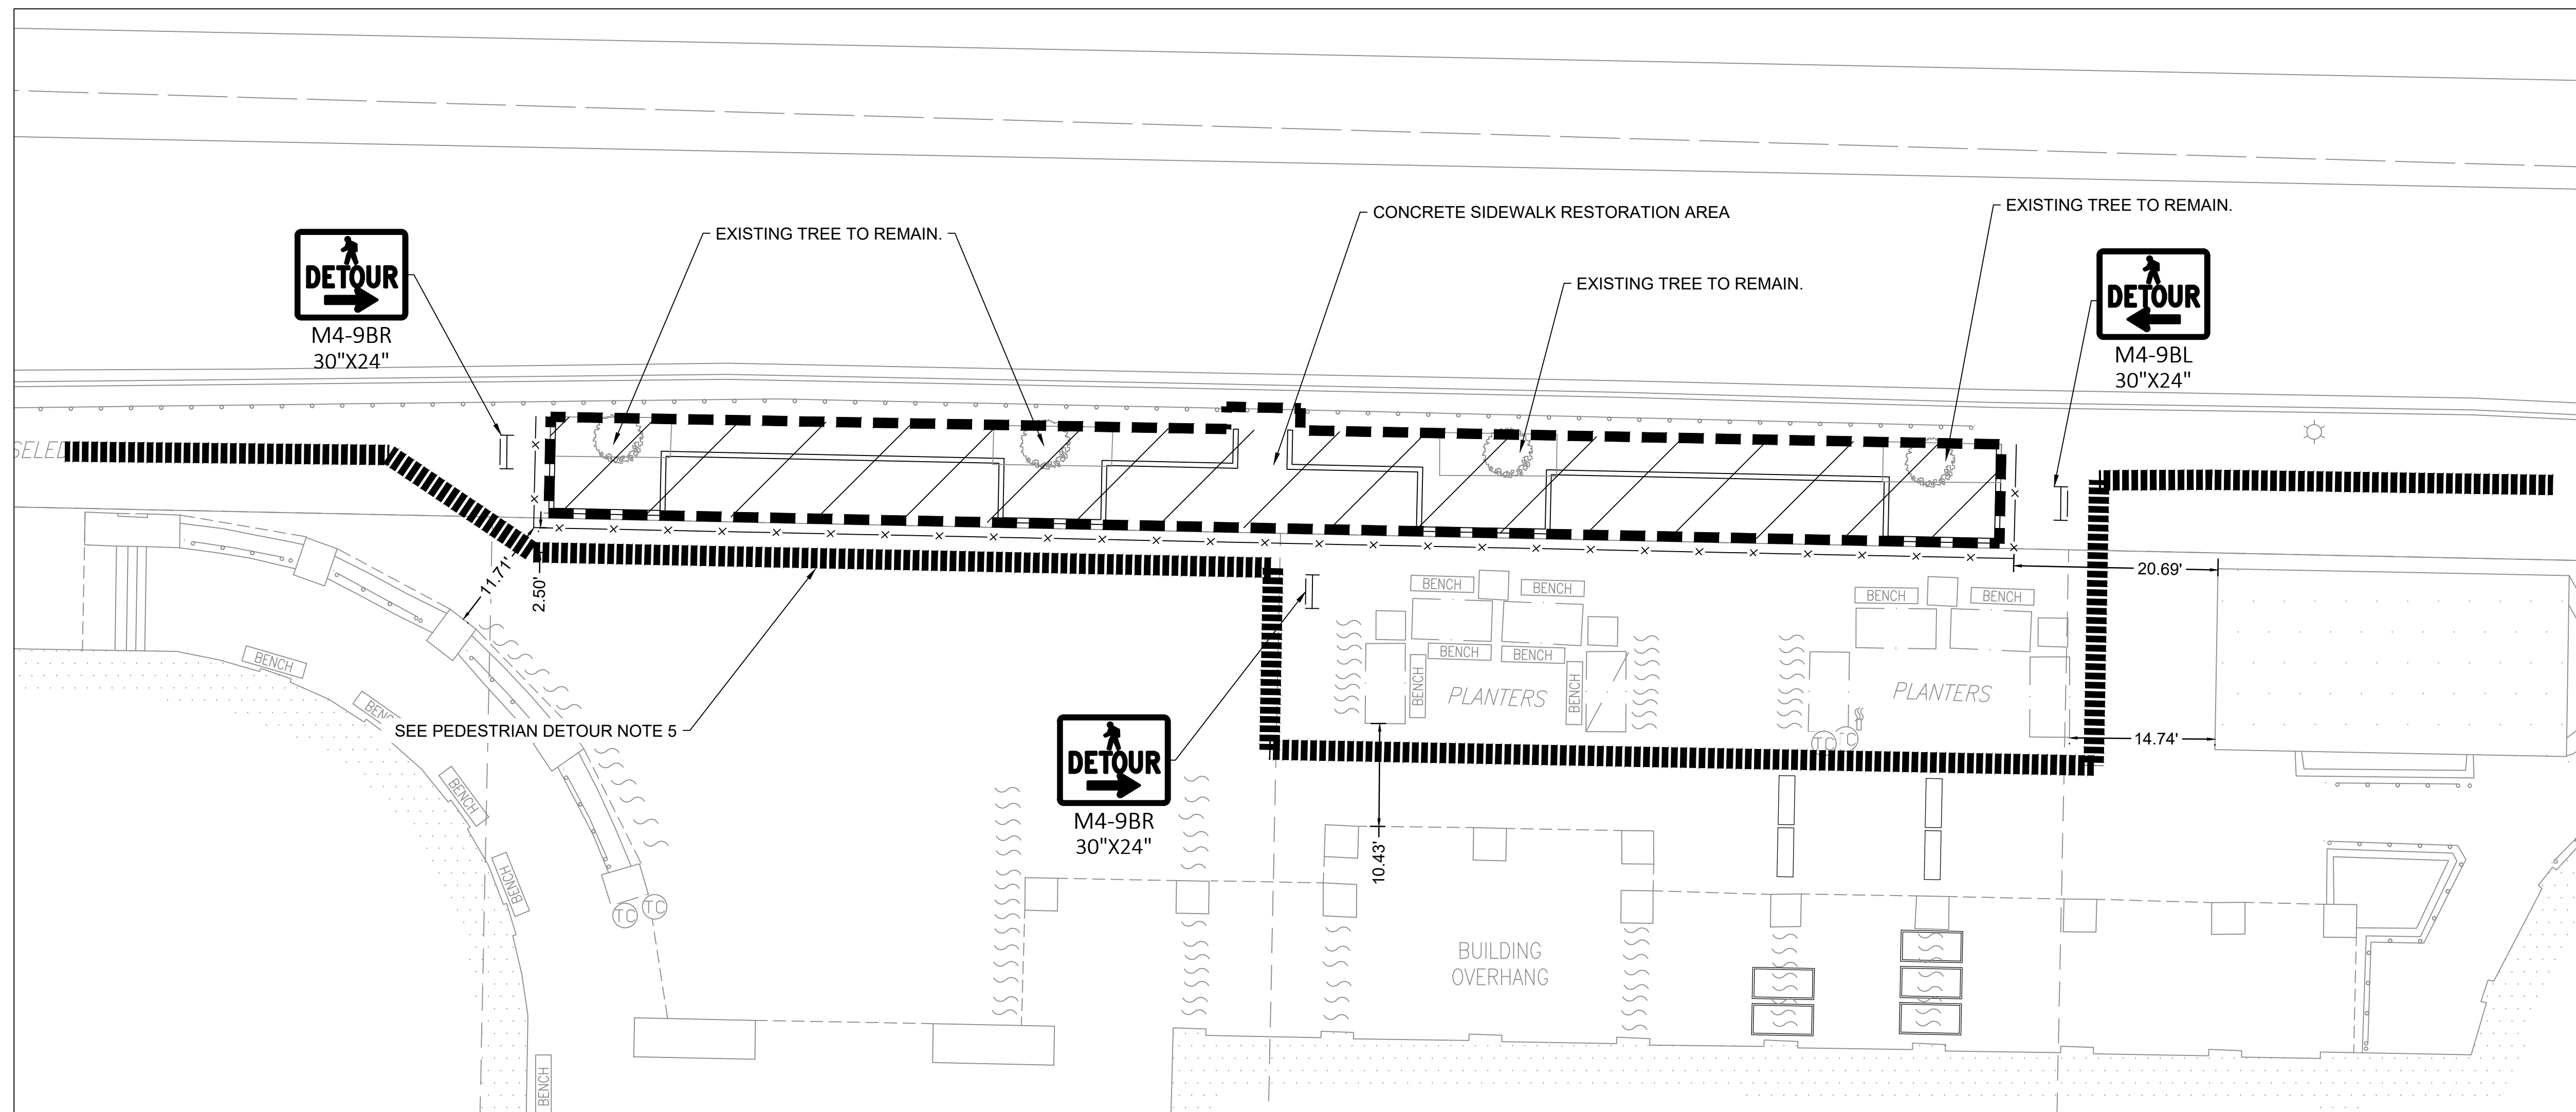 EXISTING TREE TO REMAIN.
CONCRETE SIDEWALK RESTORATION AREA
EXISTING TREE TO REMAIN.
EXISTING TREE TO REMAIN.
DETOUR
M4-9BR
30"X24"
DETOUR
M4-9BL
30"X24"
11.71'
2.50'
20.69'
BENCH
BENCH
BENCH
BENCH
BENCH
BENCH
BENCH
BENCH
PLANTERS
PLANTERS
TC
TC
14.74'
BENCH
SEE PEDESTRIAN DETOUR NOTE 5
DETOUR
M4-9BR
30"X24"
10.43'
BENCH
BENCH
TC
TC
BUILDING
OVERHANG
BENCH